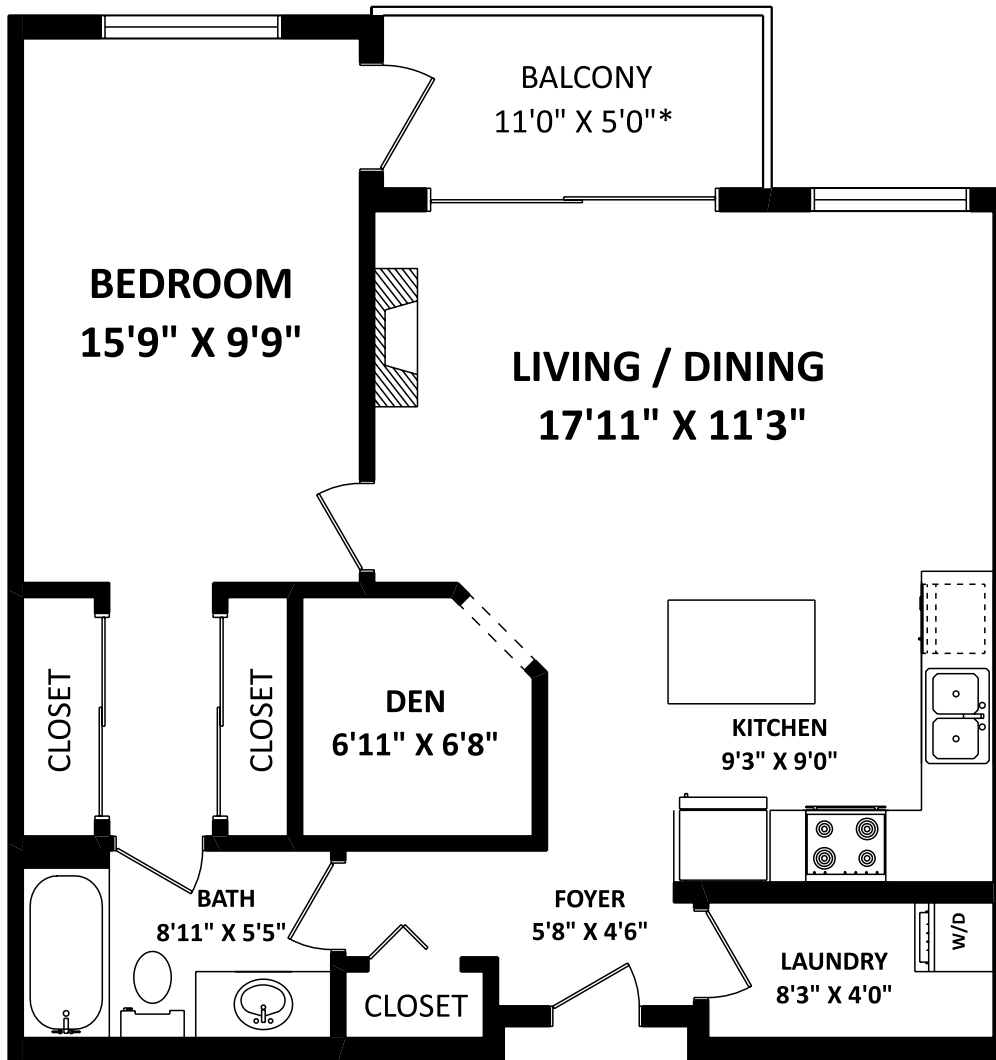 BALCONY
11'0" X 5'0"*
BEDROOM
15'9" X 9'9"
LIVING / DINING
17'11" X 11'3"
CLOSET
CLOSET
DEN
6'11" X 6'8"
KITCHEN
9'3" X 9'0"
BATH
8'11" X 5'5"
FOYER
5'8" X 4'6"
W/D
LAUNDRY
8'3" X 4'0"
CLOSET